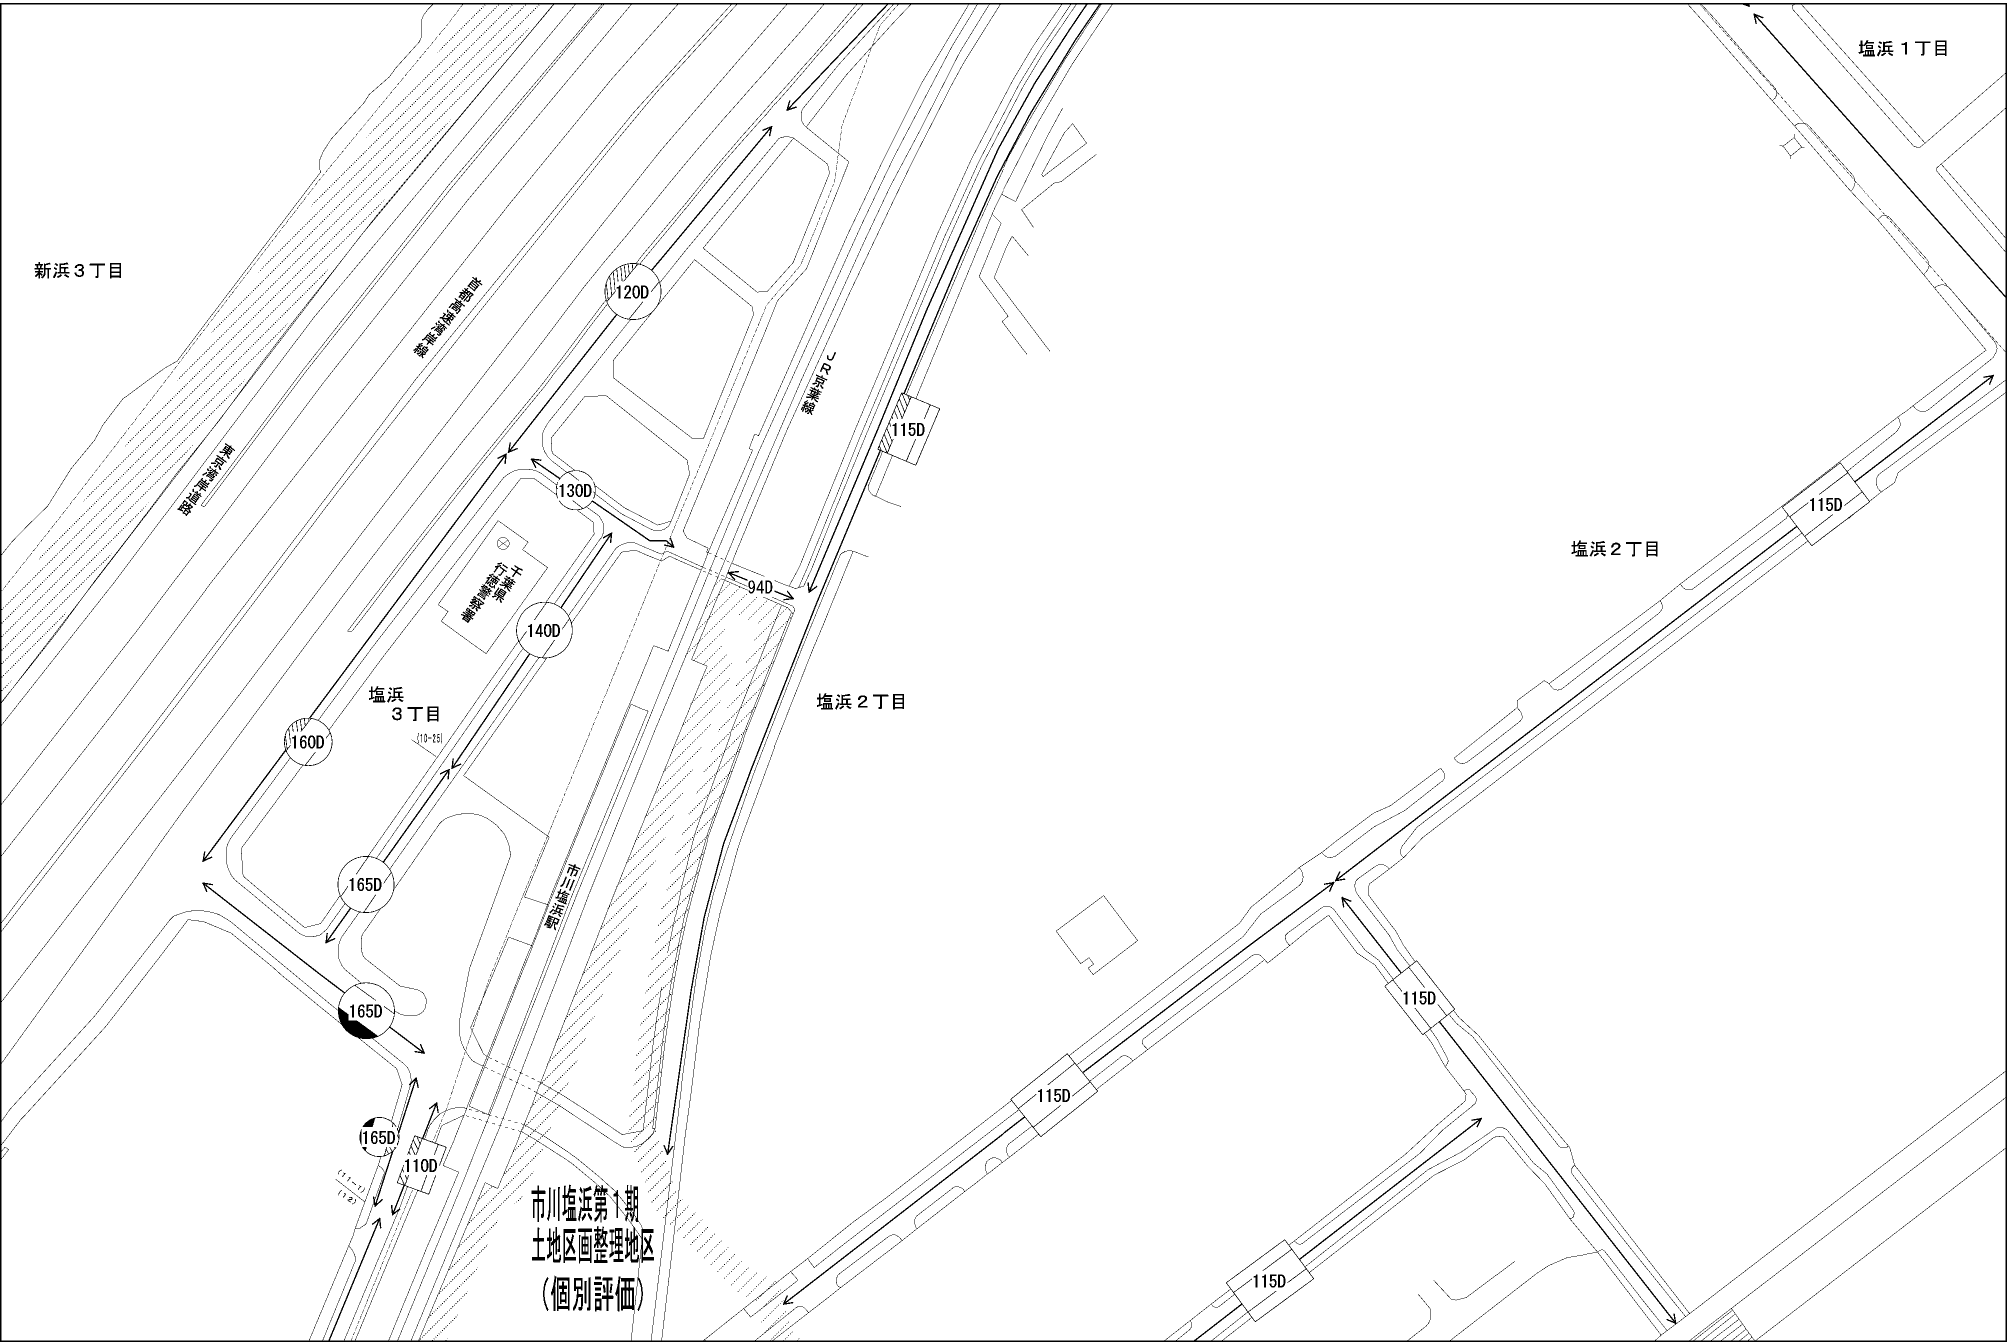 塩浜１丁目
新浜３丁目
首都高速湾岸線
120D
JR京葉線
115D
東京湾岸道路
130D
115D
塩浜２丁目
千葉県
行徳警察署
94D
140D
塩浜
３丁目
(10-25)
塩浜２丁目
160D
165D
市川塩浜駅
115D
165D
115D
165D
110D
(11-1)
(12)
市川塩浜第１期
土地区画整理地区
(個別評価)
115D